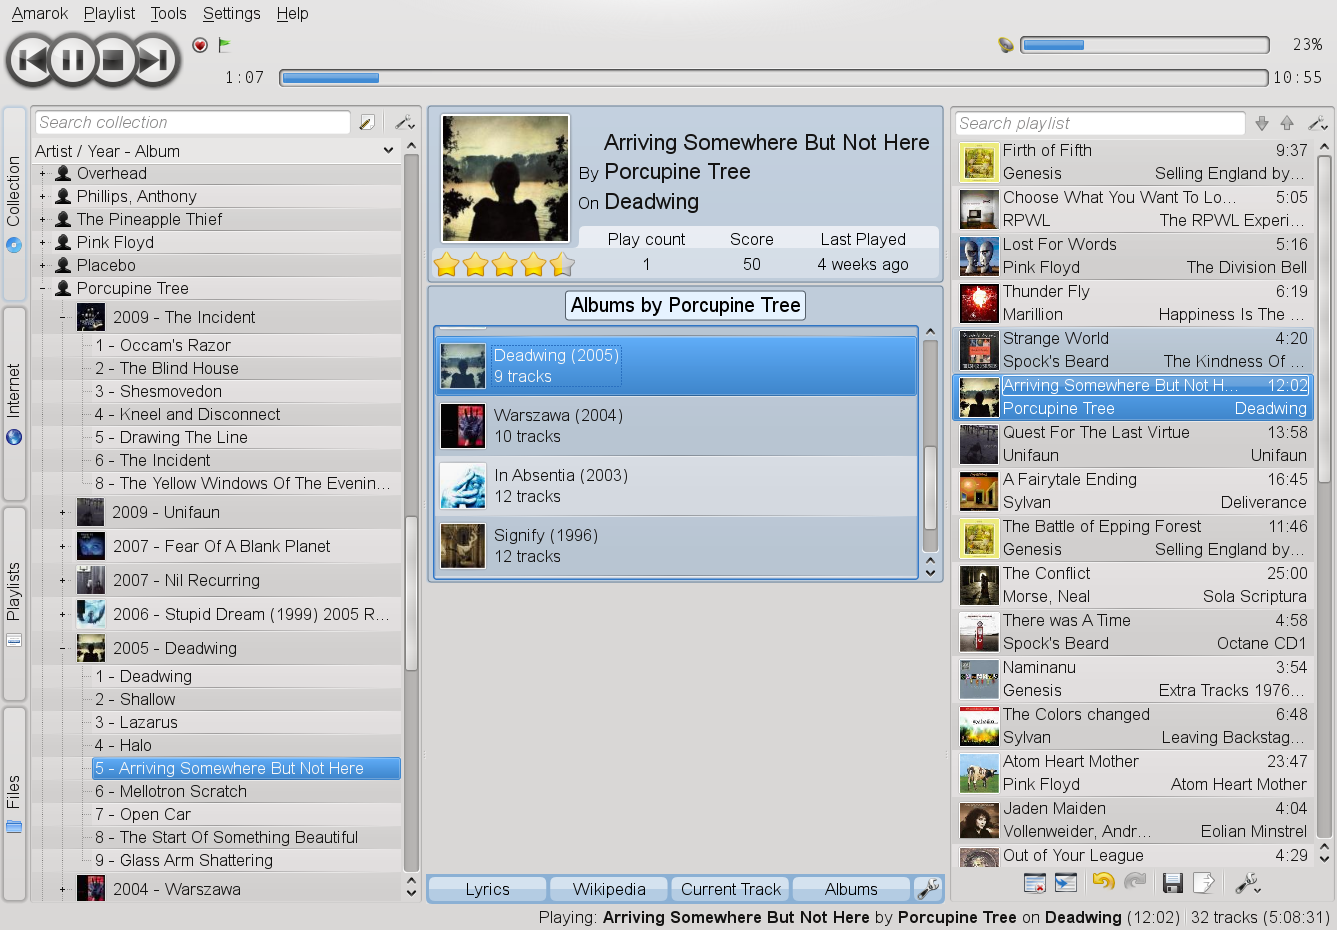 Amarok Playlist Tools Settings Help
23%
1:07
10:55
Collection
Internet
Playlists
Files
Search collection
Artist / Year - Album
Overhead
Phillips, Anthony
The Pineapple Thief
Pink Floyd
Placebo
Porcupine Tree
2009 - The Incident
1 - Occam's Razor
2 - The Blind House
3 - Shesmovedon
4 - Kneel and Disconnect
5 - Drawing The Line
6 - The Incident
8 - The Yellow Windows Of The Evenin...
2009 - Unifaun
2007 - Fear Of A Blank Planet
2007 - Nil Recurring
2006 - Stupid Dream (1999) 2005 R...
2005 - Deadwing
1 - Deadwing
2 - Shallow
3 - Lazarus
4 - Halo
5 - Arriving Somewhere But Not Here
6 - Mellotron Scratch
7 - Open Car
8 - The Start Of Something Beautiful
9 - Glass Arm Shattering
2004 - Warszawa
Arriving Somewhere But Not Here
By Porcupine Tree
On Deadwing
Play count Score Last Played
1 50 4 weeks ago
Albums by Porcupine Tree
Deadwing (2005)
9 tracks
Warszawa (2004)
10 tracks
In Absentia (2003)
12 tracks
Signify (1996)
12 tracks
Lyrics Wikipedia Current Track Albums
Search playlist
Firth of Fifth 9:37
Genesis Selling England by...
Choose What You Want To Lo... 5:05
RPWL The RPWL Experi...
Lost For Words 5:16
Pink Floyd The Division Bell
Thunder Fly 6:19
Marillion Happiness Is The ...
Strange World 4:20
Spock's Beard The Kindness Of ...
Arriving Somewhere But Not H... 12:02
Porcupine Tree Deadwing
Quest For The Last Virtue 13:58
Unifaun Unifaun
A Fairytale Ending 16:45
Sylvan Deliverance
The Battle of Epping Forest 11:46
Genesis Selling England by...
The Conflict 25:00
Morse, Neal Sola Scriptura
There was A Time 4:58
Spock's Beard Octane CD1
Naminanu 3:54
Genesis Extra Tracks 1976...
The Colors changed 6:48
Sylvan Leaving Backstag...
Atom Heart Mother 23:47
Pink Floyd Atom Heart Mother
Jaden Maiden 4:04
Vollenweider, Andr... Eolian Minstrel
Out of Your League 4:29
Playing: Arriving Somewhere But Not Here by Porcupine Tree on Deadwing (12:02) 32 tracks (5:08:31)